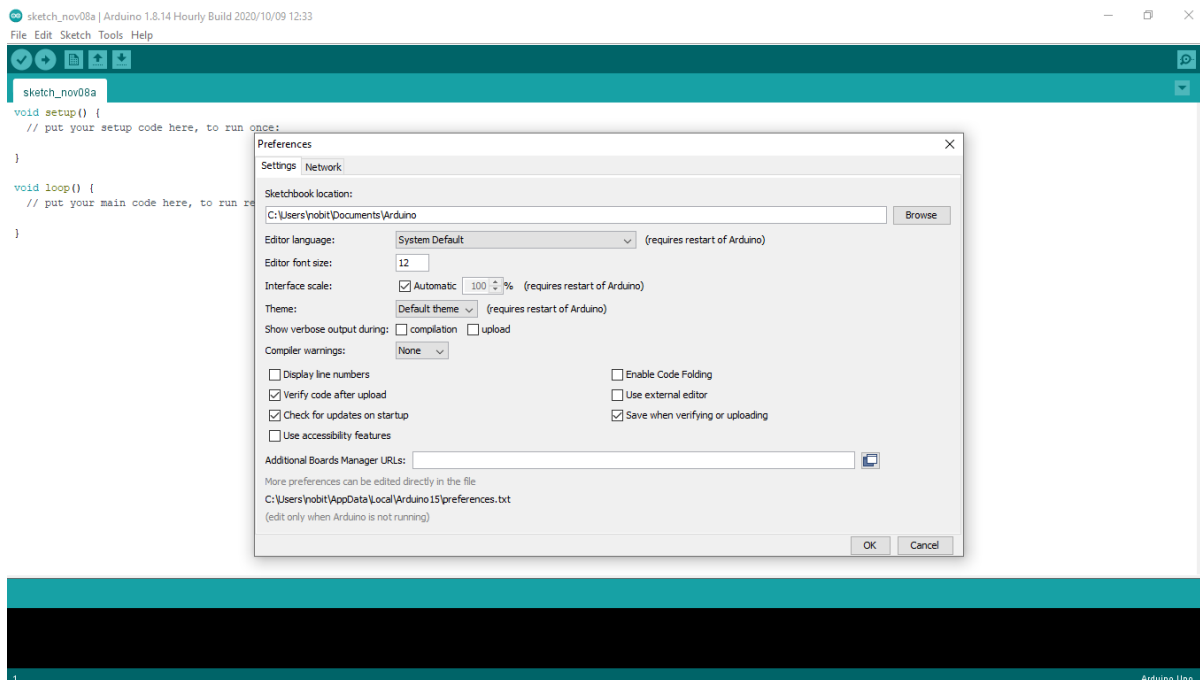 sketch_nov08a | Arduino 1.8.14 Hourly Build 2020/10/09 12:33
File Edit Sketch Tools Help
sketch_nov08a
void setup() {
// put your setup code here, to run once:
}
void loop() {
// put your main code here, to run re
}
Preferences
Settings Network
Sketchbook location:
C:\Users\nobit\Documents\Arduino Browse
Editor language: System Default (requires restart of Arduino)
Editor font size: 12
Interface scale: Automatic 100 % (requires restart of Arduino)
Theme: Default theme (requires restart of Arduino)
Show verbose output during: compilation upload
Compiler warnings: None
Display line numbers Enable Code Folding
Verify code after upload Use external editor
Check for updates on startup Save when verifying or uploading
Use accessibility features
Additional Boards Manager URLs:
More preferences can be edited directly in the file
C:\Users\nobit\AppData\Local\Arduino15\preferences.txt
(edit only when Arduino is not running)
OK Cancel
1 Arduino Uno